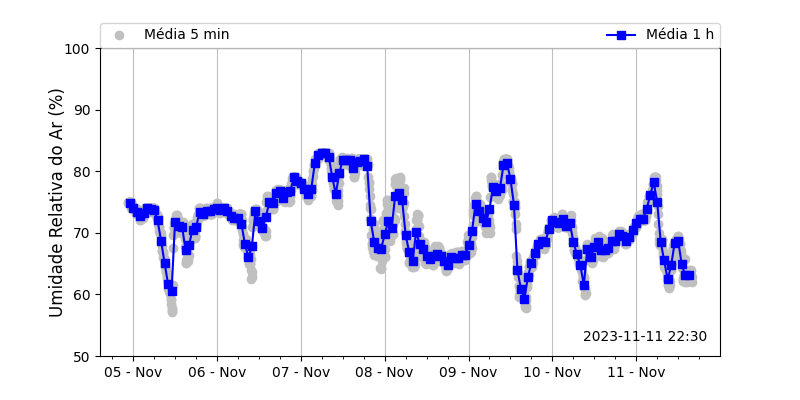 Média 5 min Média 1 h
100
90
80
70
60
50
Umidade Relativa do Ar (%)
2023-11-11 22:30
05 - Nov 06 - Nov 07 - Nov 08 - Nov 09 - Nov 10 - Nov 11 - Nov